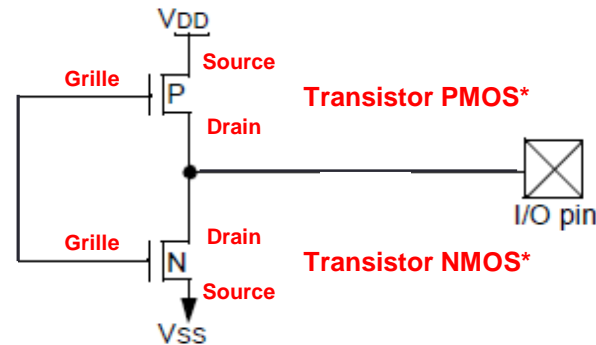 VDD
Source
Grille
P
Transistor PMOS*
Drain
I/O pin
Drain
Grille
N
Transistor NMOS*
Source
VSS